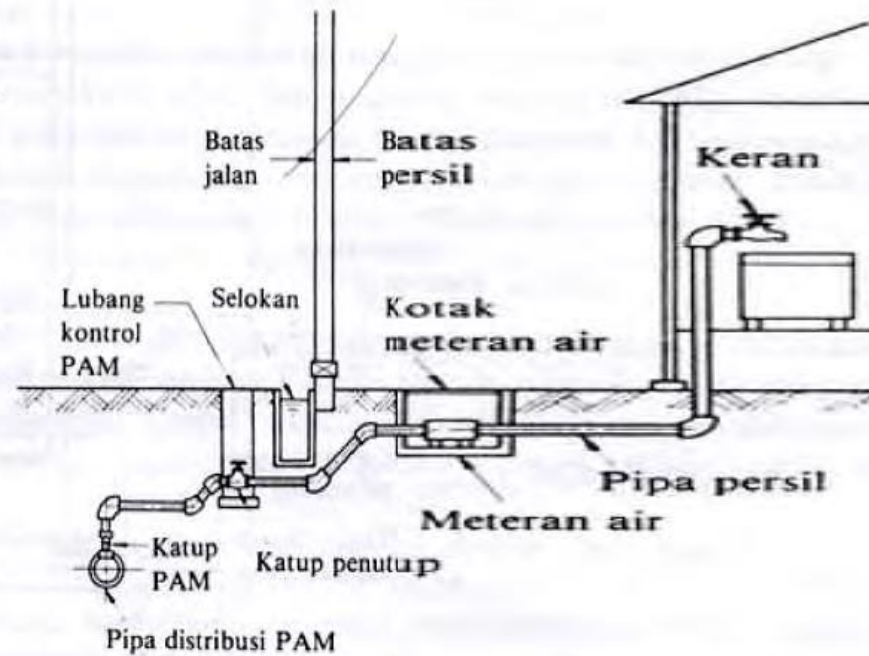 Batas
jalan
Batas
persil
Keran
Lubang
kontrol
PAM
Selokan
Kotak
meteran air
Pipa persil
Meteran air
Katup
PAM
Katup penutup
Pipa distribusi PAM